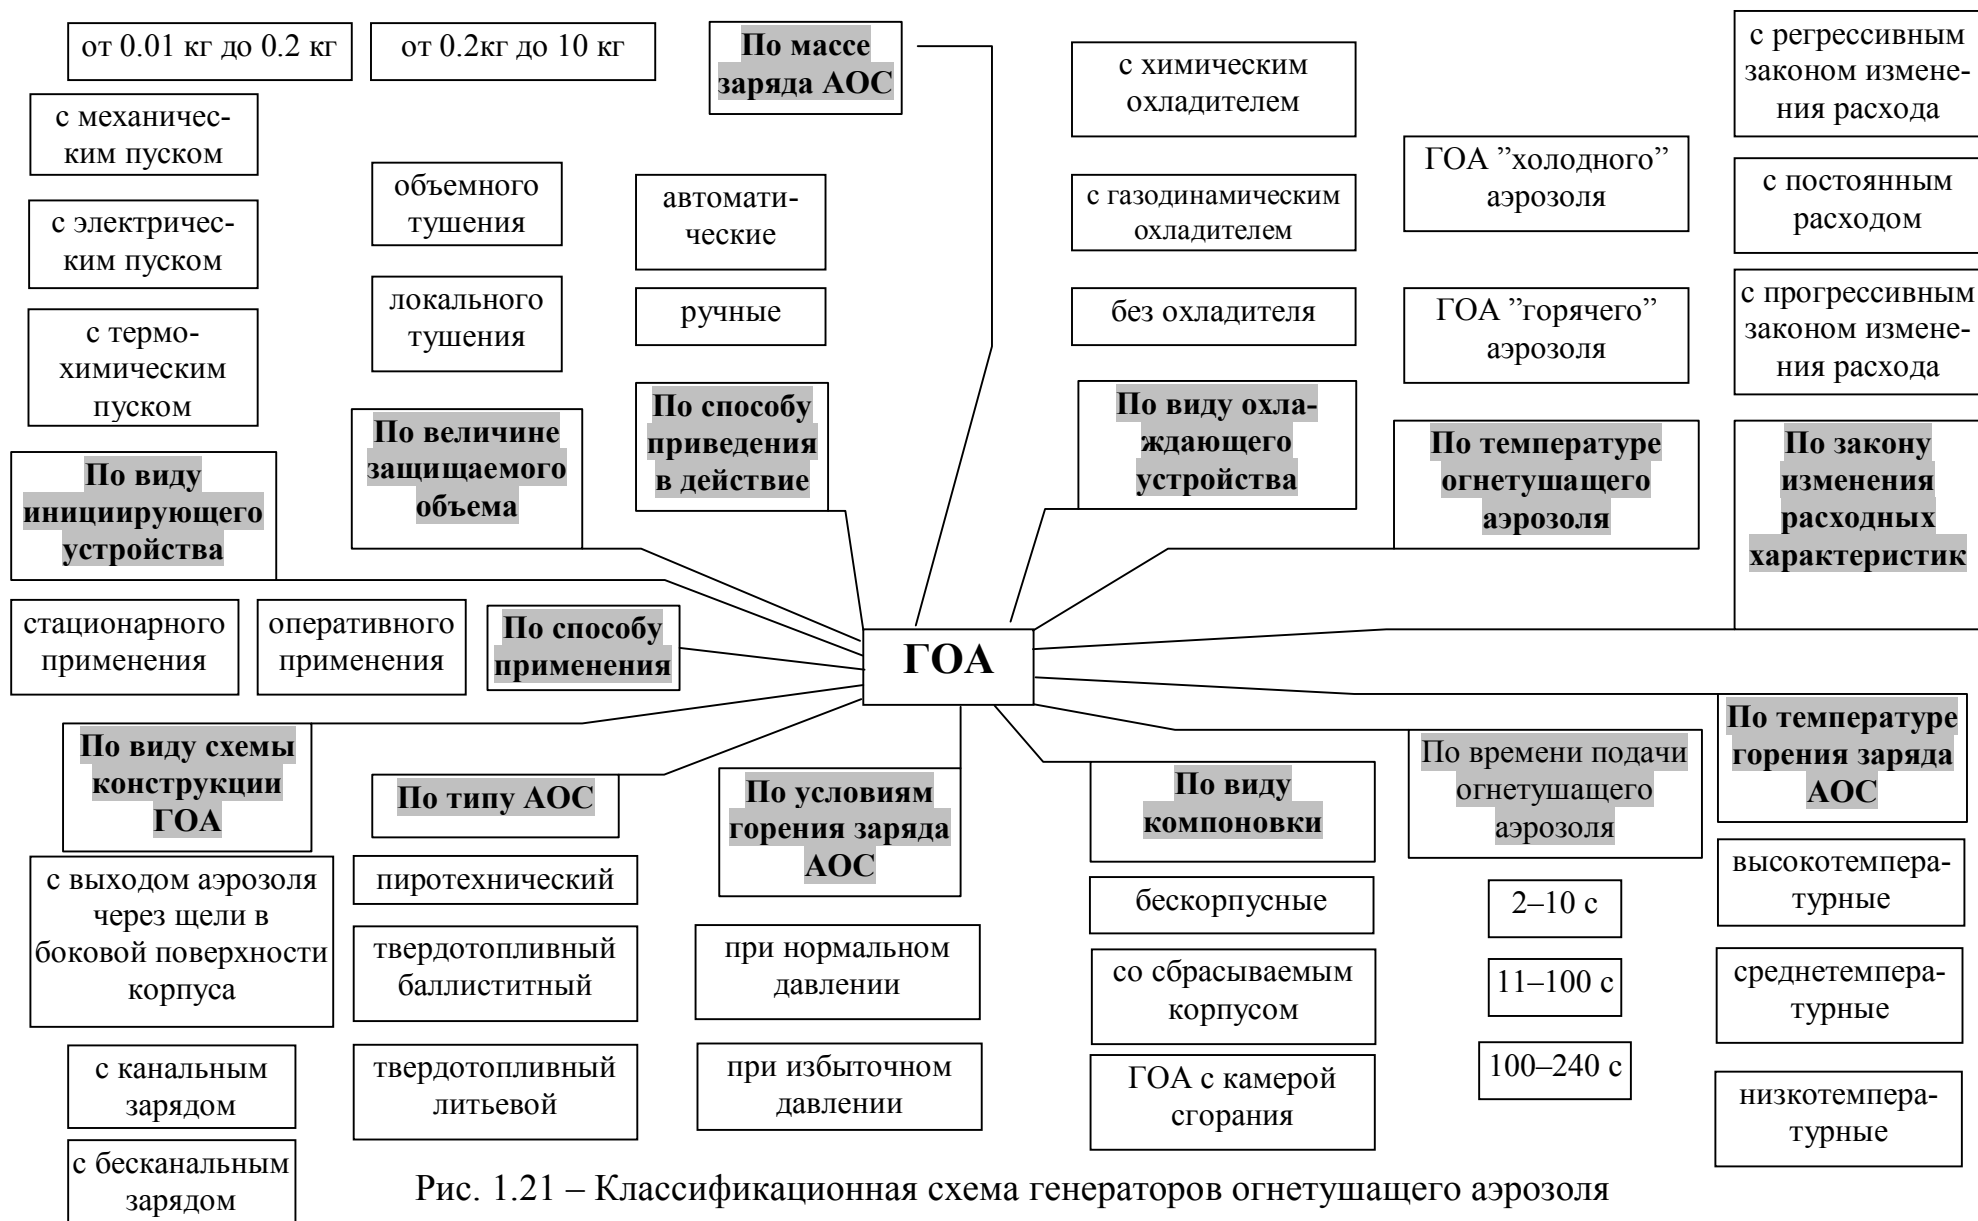 от 0.01 кг до 0.2 кг
от 0.2кг до 10 кг
По массе
заряда АОС
с механичес-
ким пуском
с электричес-
ким пуском
с термо-
химическим
пуском
По виду
инициирующего
устройства
объемного
тушения
локального
тушения
По величине
защищаемого
объема
автомати-
ческие
ручные
По способу
приведения
в действие
с химическим
охладителем
с газодинамическим
охладителем
без охладителя
По виду охла-
ждающего
устройства
ГОА ”холодного”
аэрозоля
ГОА ”горячего”
аэрозоля
По температуре
огнетушащего
аэрозоля
с регрессивным
законом измене-
ния расхода
с постоянным
расходом
с прогрессивным
законом измене-
ния расхода
По закону
изменения
расходных
характеристик
стационарного
применения
оперативного
применения
По способу
применения
ГОА
По виду схемы
конструкции
ГОА
с выходом аэрозоля
через щели в
боковой поверхности
корпуса
с канальным
зарядом
с бесканальным
зарядом
По типу АОС
пиротехнический
твердотопливный
баллиститный
твердотопливный
литьевой
По условиям
горения заряда
АОС
при нормальном
давлении
при избыточном
давлении
По виду
компоновки
бескорпусные
со сбрасываемым
корпусом
ГОА с камерой
сгорания
По времени подачи
огнетушащего
аэрозоля
2–10 с
11–100 с
100–240 с
По температуре
горения заряда
АОС
высокотемпера-
турные
среднетемпера-
турные
низкотемпера-
турные
Рис. 1.21 – Классификационная схема генераторов огнетушащего аэрозоля